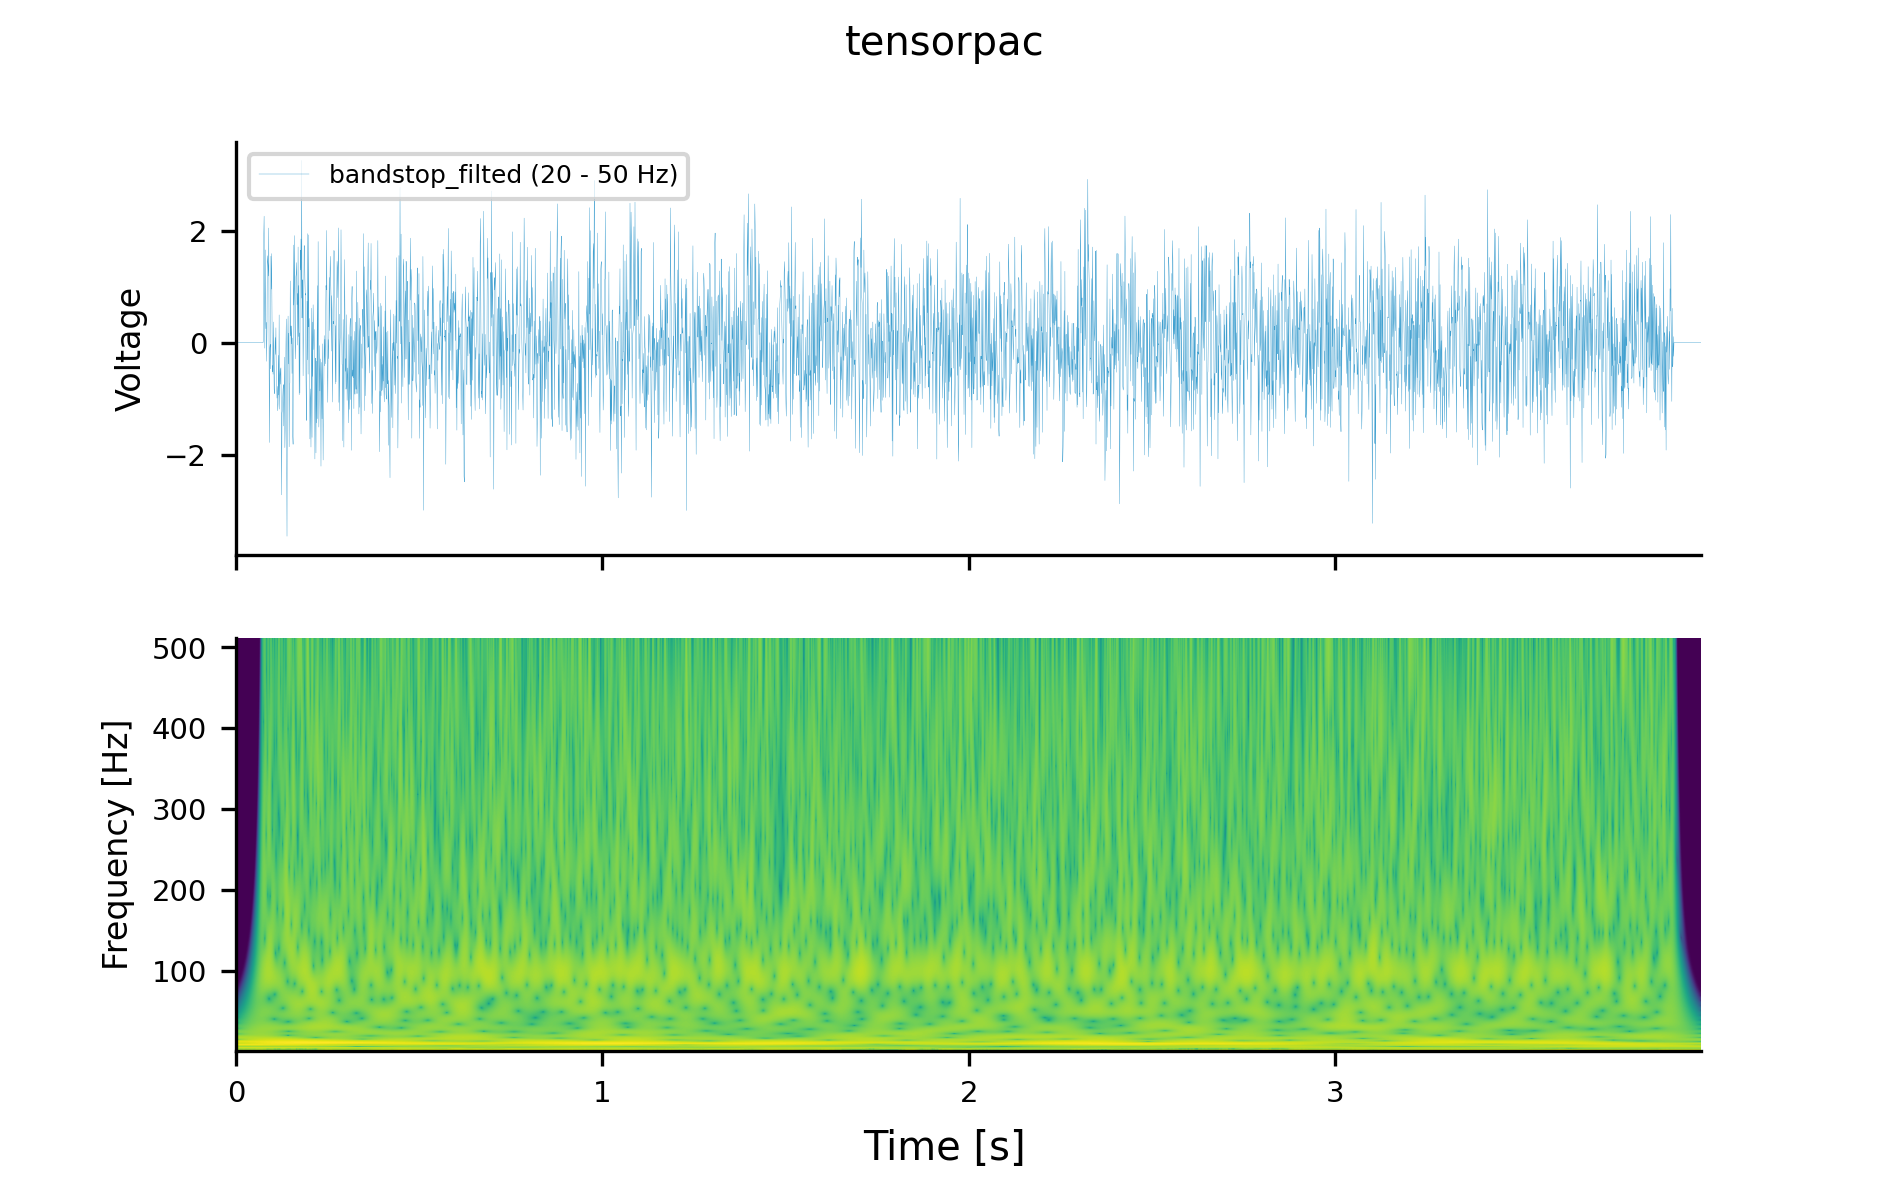 tensorpac
bandstop_filted (20 - 50 Hz)
2
0
−2
Voltage
500
400
300
200
100
Frequency [Hz]
0 1 2 3
Time [s]